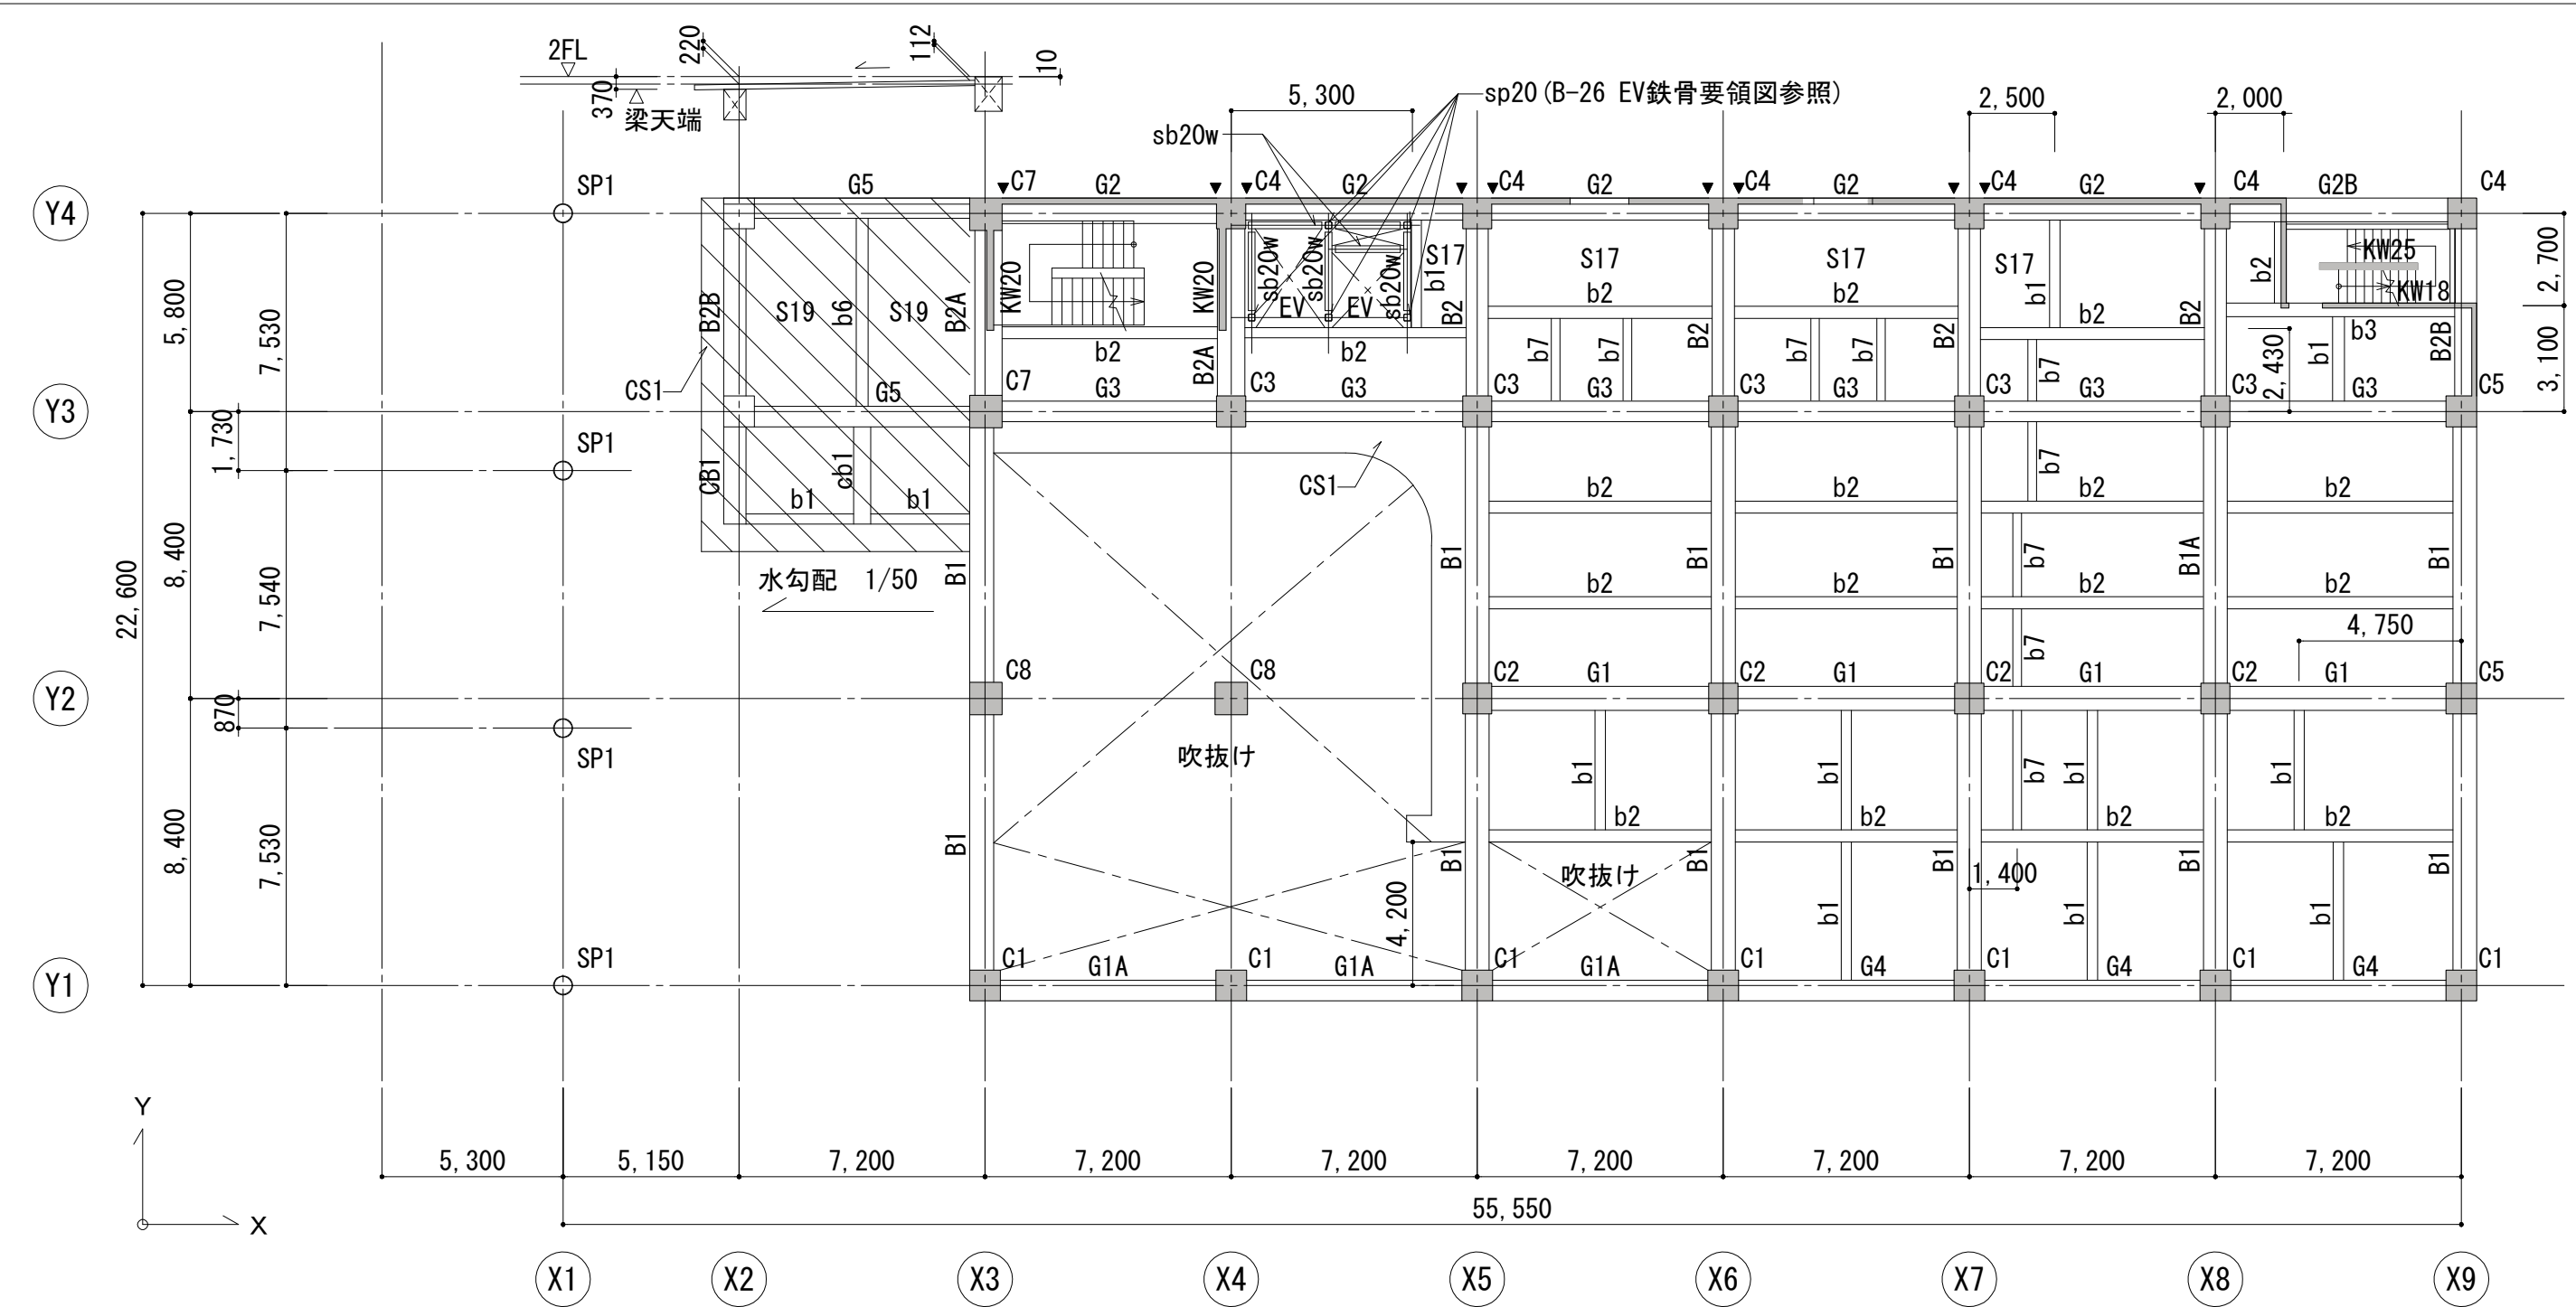 2FL
220
112
10
370
梁天端
5,300
sp20(B-26 EV鉄骨要領図参照)
sb20w
2,500
2,000
Y4
SP1
G5
C7
G2
C4
G2
C4
G2
C4
G2
C4
G2
C4
G2B
C4
5,800
7,530
B2B
S19
b6
S19
B2A
KW20
KW20
sb20w
sb20w
sb20w
EV
EV
b1
S17
B2
S17
b2
S17
b2
S17
b1
b2
B2
b2
KW25
KW18
2,700
CS1
b2
B2A
b2
b7
b7
B2
b7
b7
B2
b7
2,430
b1
b3
B2B
3,100
Y3
G5
C7
G3
C3
G3
C3
G3
C3
G3
C3
G3
C3
G3
C5
1,730
SP1
CB1
b1
cb1
b1
CS1
b2
b2
b7
b2
b2
22,600
8,400
7,540
水勾配 1/50
B1
B1
b2
B1
b2
B1
b7
b2
B1A
b2
B1
4,750
Y2
870
SP1
C8
C8
吹抜け
C2
G1
C2
G1
C2
b7
G1
C2
G1
C5
8,400
7,530
B1
b1
b2
b1
b2
b7
b1
b2
b1
b2
B1
吹抜け
B1
B1
1,400
B1
B1
4,200
b1
b1
b1
Y1
SP1
C1
G1A
C1
G1A
C1
G1A
C1
G4
C1
G4
C1
G4
C1
Y
X
5,300
5,150
7,200
7,200
7,200
7,200
7,200
7,200
7,200
55,550
X1
X2
X3
X4
X5
X6
X7
X8
X9